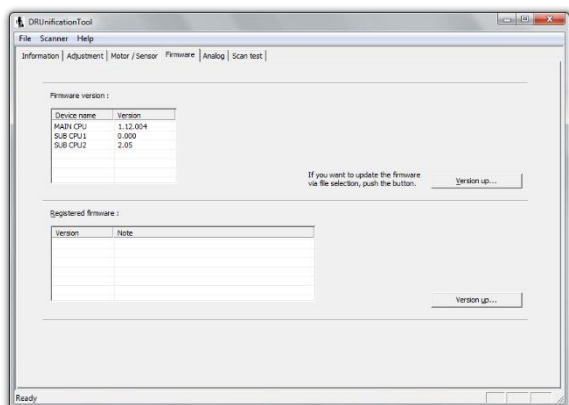 DRUnificationTool
File Scanner Help
Information Adjustment Motor / Sensor Firmware Analog Scan test
Firmware version :
Device name Version
MAIN CPU 1.12.004
SUB CPU1 0.000
SUB CPU2 2.05
If you want to update the firmware
via file selection, push the button.
Version up...
Registered firmware :
Version Note
Version up...
Ready